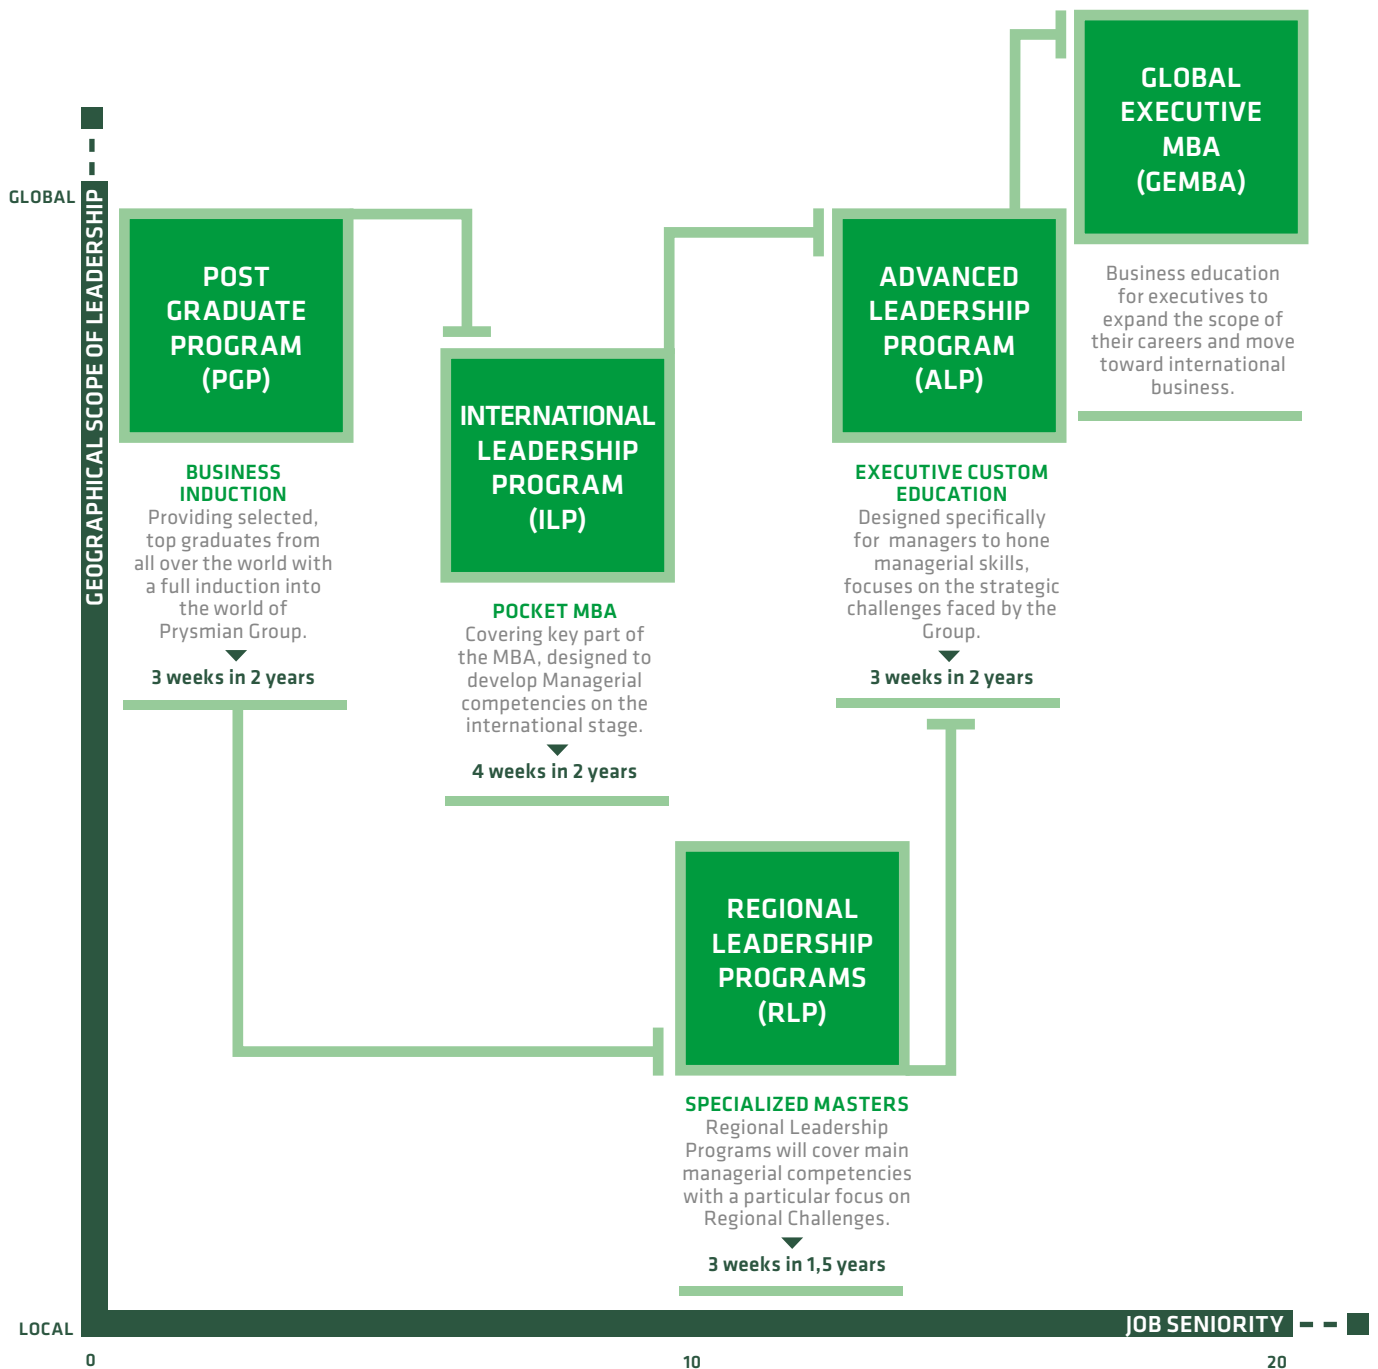 GLOBAL
EXECUTIVE
MBA
(GEMBA)
Business education
for executives to
expand the scope of
their careers and move
toward international
business.
GLOBAL
GEOGRAPHICAL SCOPE OF LEADERSHIP
POST
GRADUATE
PROGRAM
(PGP)
BUSINESS
INDUCTION
Providing selected,
top graduates from
all over the world with
a full induction into
the world of
Prysmian Group.
3 weeks in 2 years
INTERNATIONAL
LEADERSHIP
PROGRAM
(ILP)
POCKET MBA
Covering key part of
the MBA, designed to
develop Managerial
competencies on the
international stage.
4 weeks in 2 years
ADVANCED
LEADERSHIP
PROGRAM
(ALP)
EXECUTIVE CUSTOM
EDUCATION
Designed specifically
for managers to hone
managerial skills,
focuses on the strategic
challenges faced by the
Group.
3 weeks in 2 years
REGIONAL
LEADERSHIP
PROGRAMS
(RLP)
SPECIALIZED MASTERS
Regional Leadership
Programs will cover main
managerial competencies
with a particular focus on
Regional Challenges.
3 weeks in 1,5 years
JOB SENIORITY
LOCAL
0
10
20